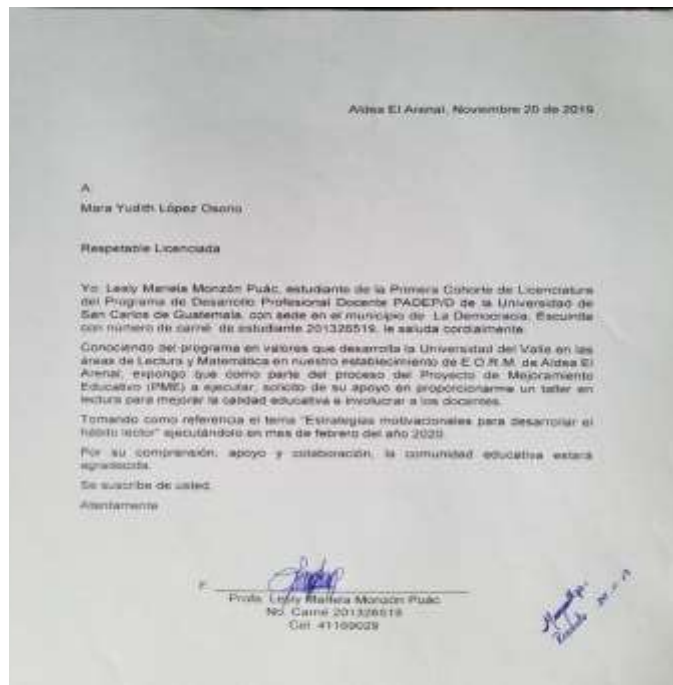 Aldea El Arenal, Noviembre 20 de 2019
A
Mara Yudith López Osorio
Respetable Licenciada
Yo: Lesly Mariela Monzón Puác, estudiante de la Primera Cohorte de Licenciatura
del Programa de Desarrollo Profesional Docente PADEP/D de la Universidad de
San Carlos de Guatemala, con sede en el municipio de La Democracia, Escuintla
con número de carné de estudiante 201326519, le saluda cordialmente.
Conociendo del programa en valores que desarrolla la Universidad del Valle en las
áreas de Lectura y Matemática en nuestro establecimiento de E.O.R.M. de Aldea El
Arenal, expongo que como parte del proceso del Proyecto de Mejoramiento
Educativo (PME) a ejecutar, solicito de su apoyo en proporcionarme un taller en
lectura para mejorar la calidad educativa e involucrar a los docentes.
Tomando como referencia el tema "Estrategias motivacionales para desarrollar el
hábito lector" ejecutándolo en mes de febrero del año 2020.
Por su comprensión, apoyo y colaboración, la comunidad educativa estará
agradecida.
Se suscribe de usted.
Atentamente
F.
Profa. Lesly Mariela Monzón Puác
No. Carné 201326519
Cel. 41169029